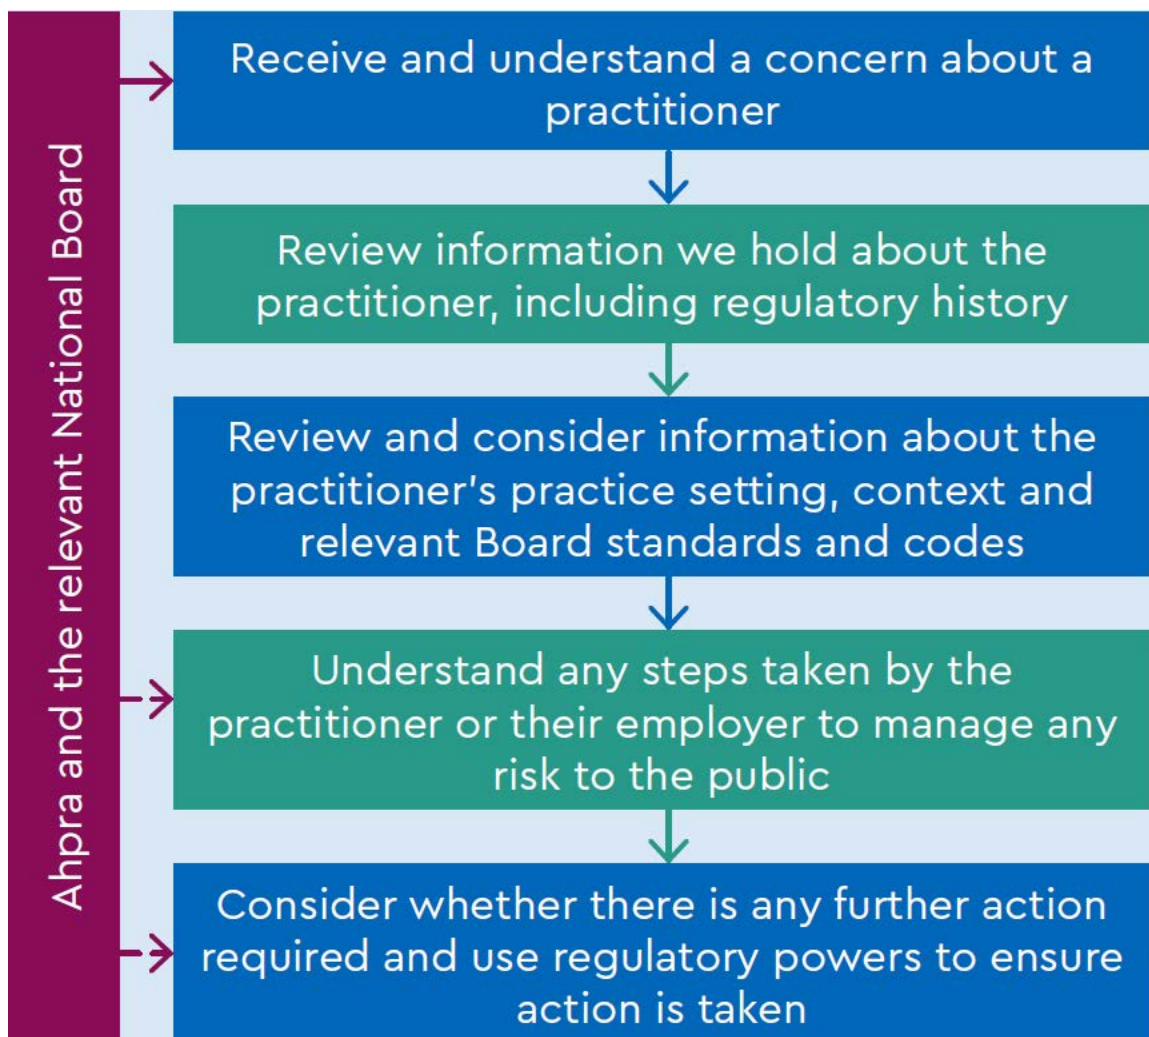 Ahpra and the relevant National Board
Receive and understand a concern about a
practitioner
Review information we hold about the
practitioner, including regulatory history
Review and consider information about the
practitioner's practice setting, context and
relevant Board standards and codes
Understand any steps taken by the
practitioner or their employer to manage any
risk to the public
Consider whether there is any further action
required and use regulatory powers to ensure
action is taken